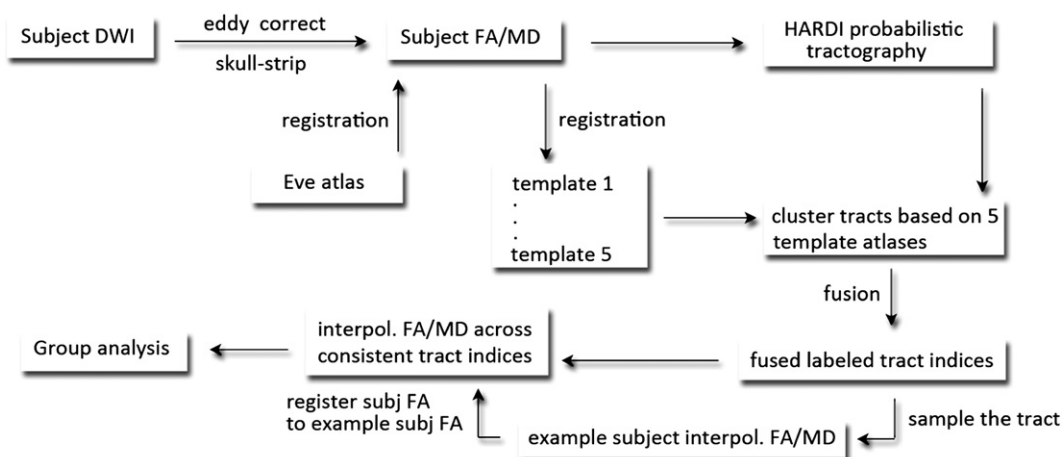 Subject DWI
eddy correct
skull-strip
Subject FA/MD
HARDI probabilistic
tractography
registration
registration
Eve atlas
template 1
.
.
.
template 5
cluster tracts based on 5
template atlases
fusion
Group analysis
interpol. FA/MD across
consistent tract indices
fused labeled tract indices
register subj FA
to example subj FA
example subject interpol. FA/MD
sample the tract